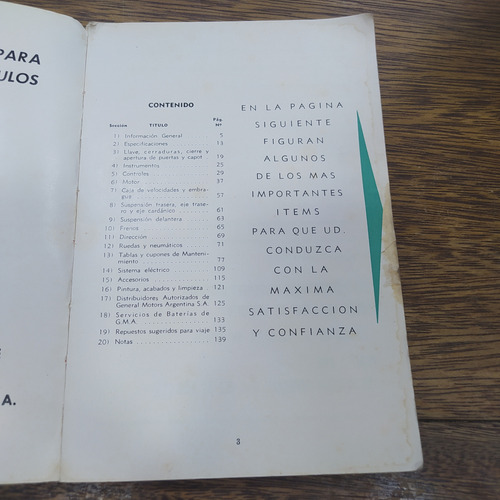 PARA
ULOS
A.
CONTENIDO
Sección TITULO Pág. Nº
1) Información General 5
2) Especificaciones 13
3) Llave, cerraduras, cierre y
apertura de puertas y capot 19
4) Instrumentos 25
5) Controles 29
6) Motor 37
7) Caja de velocidades y embra-
gue 57
8) Suspensión trasera, eje trase-
ro y eje cardánico 61
9) Suspensión delantera 63
10) Frenos 65
11) Dirección 69
12) Ruedas y neumáticos 71
13) Tablas y cupones de Manteni-
miento 77
14) Sistema eléctrico 109
15) Accesorios 115
16) Pintura, acabados y limpieza 121
17) Distribuidores Autorizados de
General Motors Argentina S.A. 125
18) Servicios de Baterías de
G.M.A. 133
19) Repuestos sugeridos para viaje 135
20) Notas 139
EN LA PAGINA
SIGUIENTE
FIGURAN
ALGUNOS
DE LOS MAS
IMPORTANTES
ITEMS
PARA QUE UD.
CONDUZCA
CON LA
MAXIMA
SATISFACCION
Y CONFIANZA
3